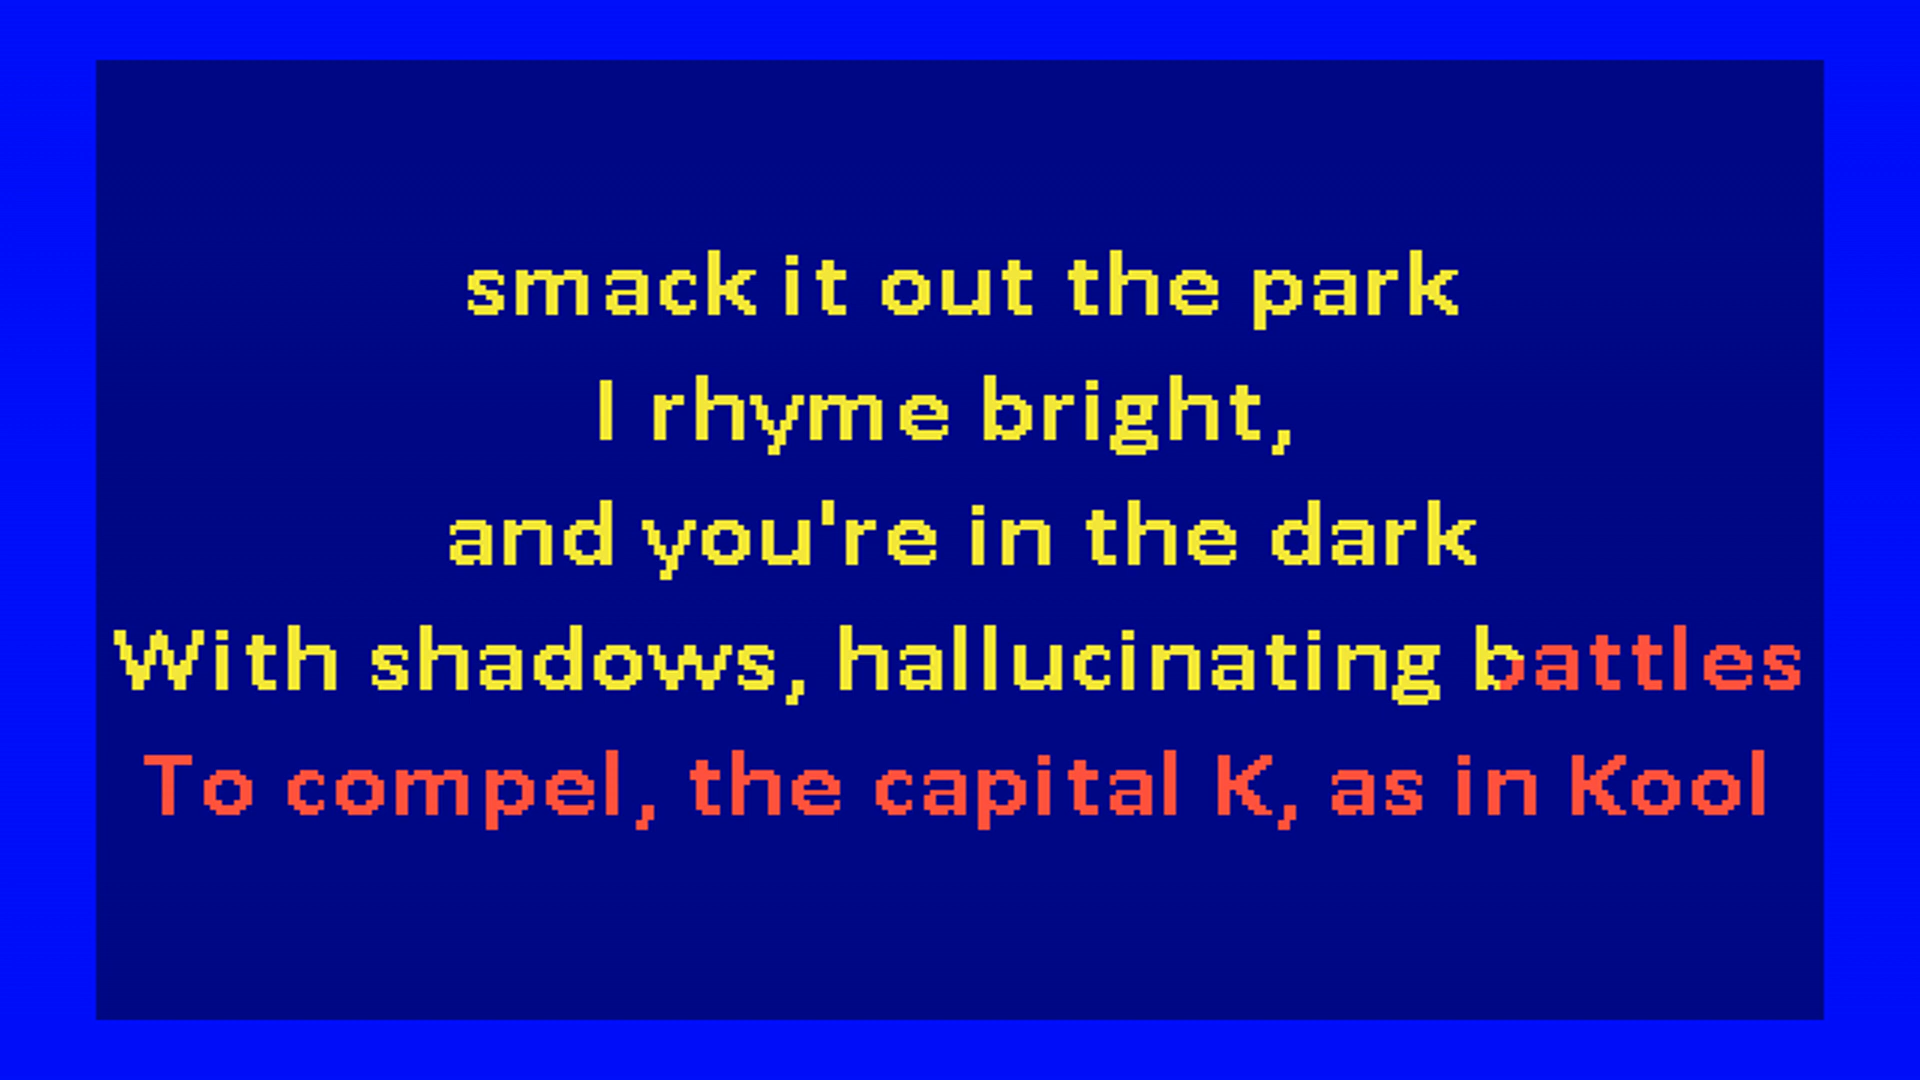 smack it out the park
I rhyme bright,
and you're in the dark
With shadows, hallucinating battles
To compel, the capital K, as in Kool